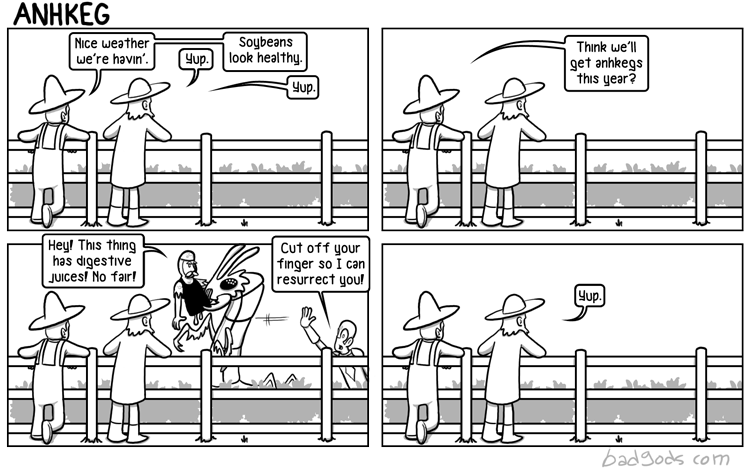 ANHKEG
Nice weather
we're havin'.
Yup.
Soybeans
look healthy.
Yup.
Think we'll
get anhkegs
this year?
Hey! This thing
has digestive
juices! No fair!
Cut off your
finger so I can
resurrect you!
Yup.
badgods com